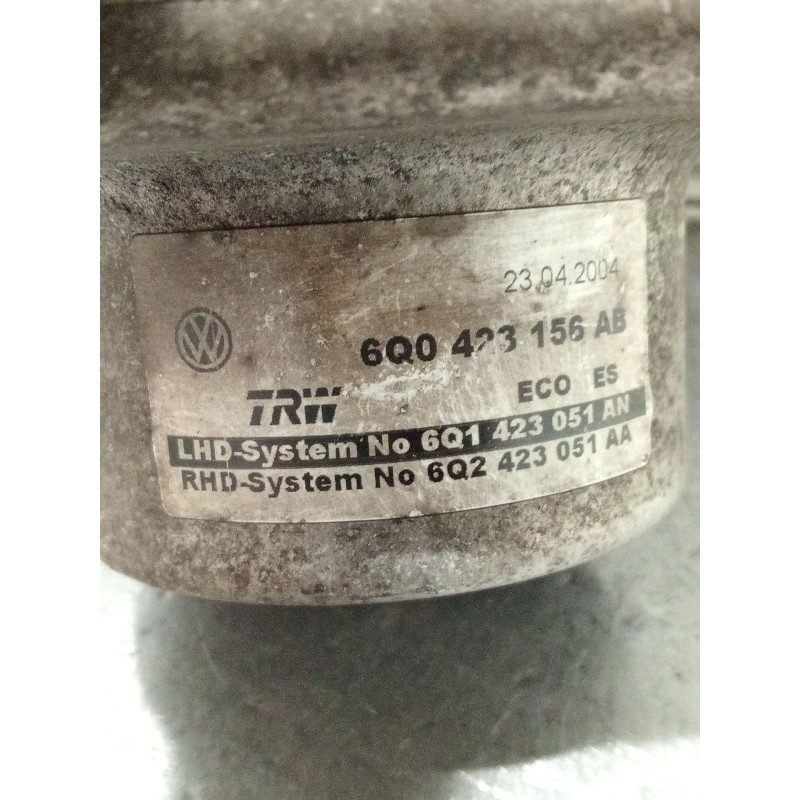 23.04.2004
6Q0 423 156 AB
TRW ECO ES
LHD-System No 6Q1 423 051 AN
RHD-System No 6Q2 423 051 AA